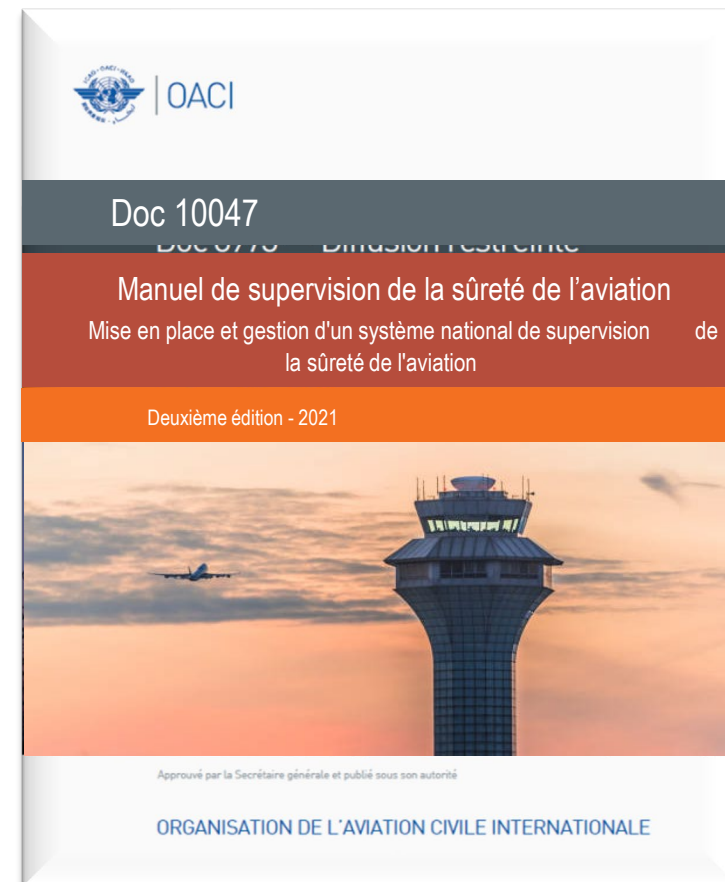 OACI
Doc 10047
Manuel de supervision de la sûreté de l’aviation
Mise en place et gestion d'un système national de supervision de
la sûreté de l'aviation
Deuxième édition - 2021
Approuvé par la Secrétaire générale et publié sous son autorité
ORGANISATION DE L'AVIATION CIVILE INTERNATIONALE